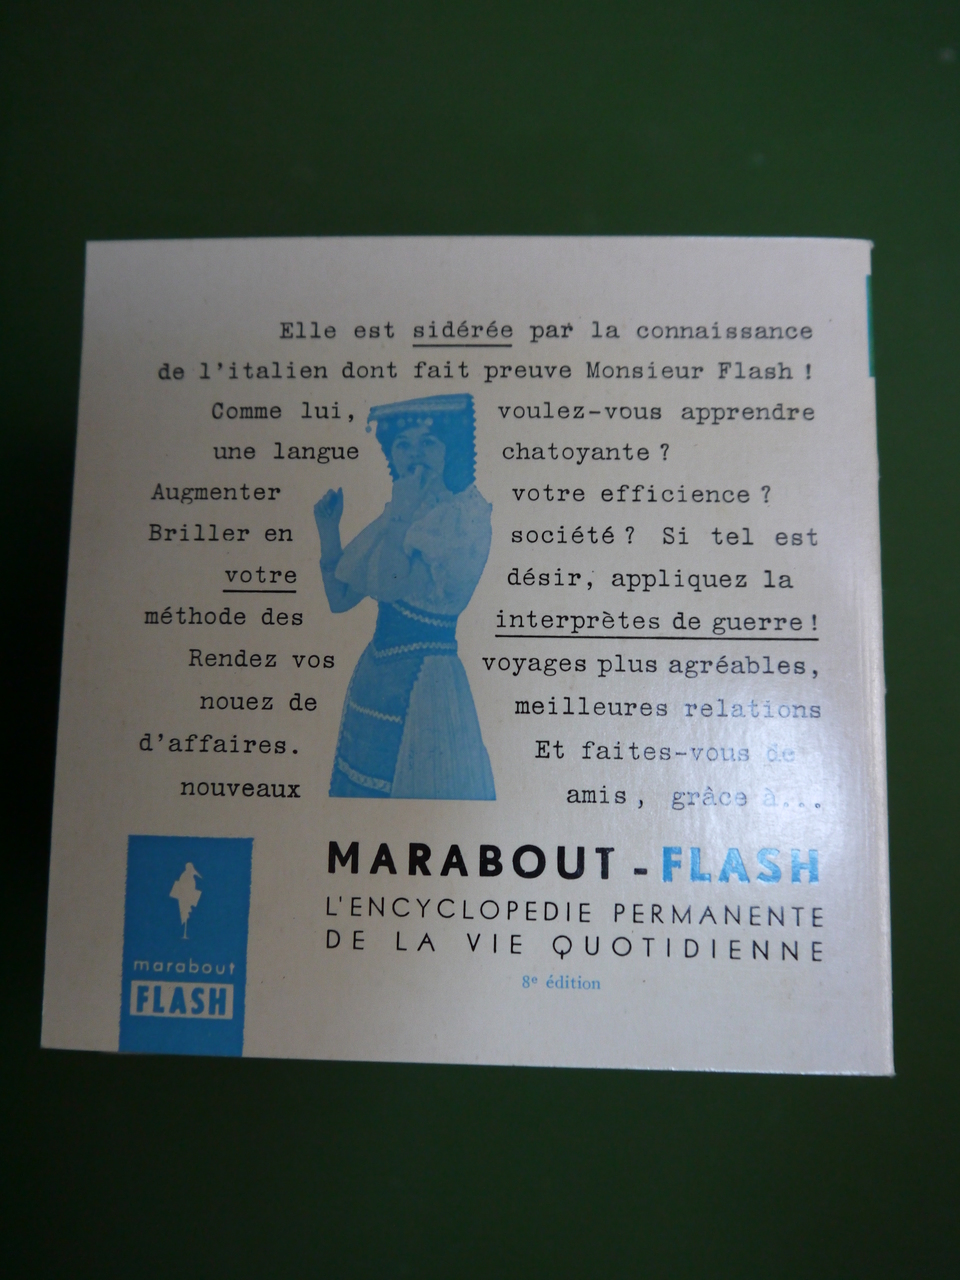 Elle est sidérée par la connaissance
de l'italien dont fait preuve Monsieur Flash !
Comme lui, voulez-vous apprendre
une langue chatoyante ?
Augmenter votre efficience ?
Briller en société ? Si tel est
votre désir, appliquez la
méthode des interprètes de guerre !
Rendez vos voyages plus agréables,
nouez de meilleures relations
d'affaires. Et faites-vous de
nouveaux amis, grâce à...
MARABOUT - FLASH
L'ENCYCLOPEDIE PERMANENTE
DE LA VIE QUOTIDIENNE
8e édition
marabout
FLASH